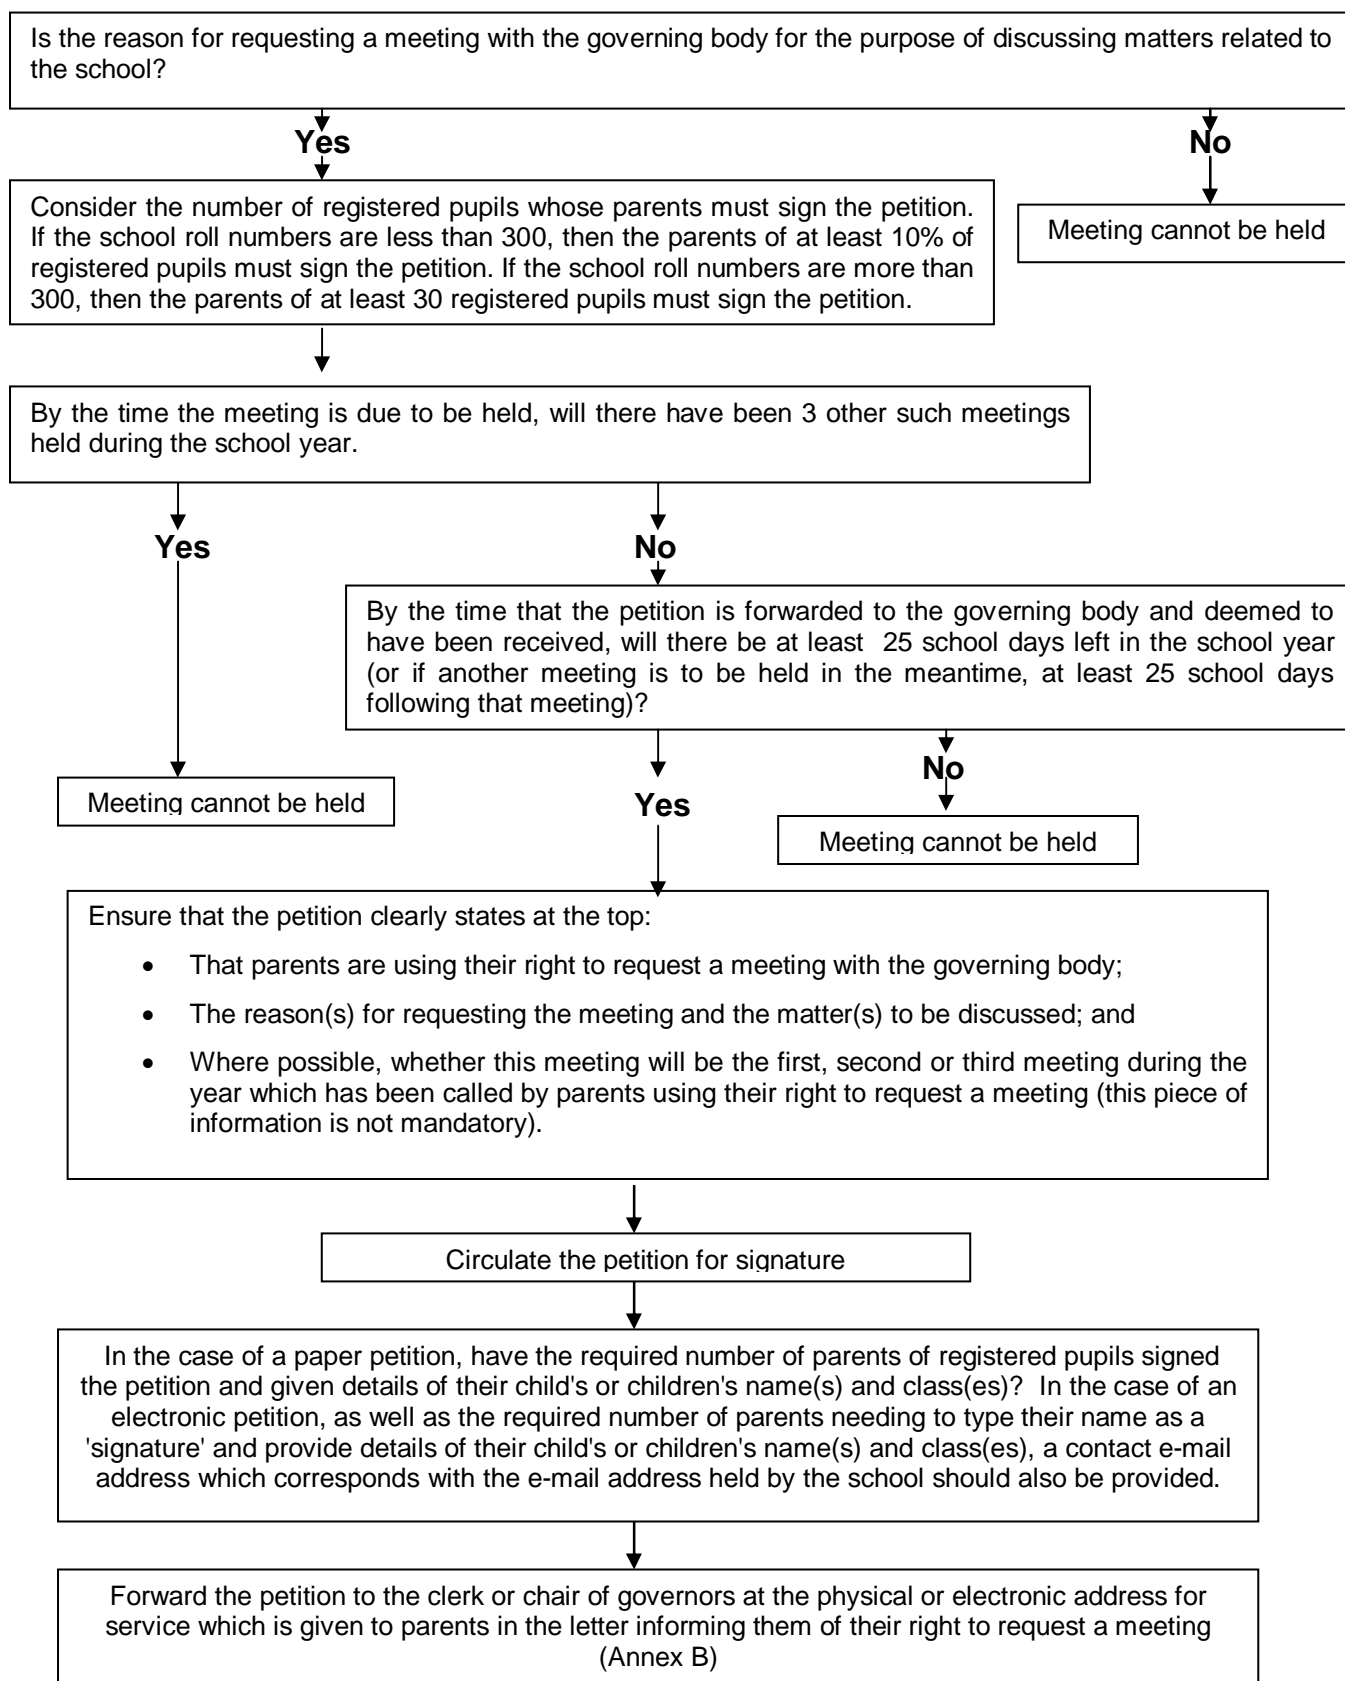 Is the reason for requesting a meeting with the governing body for the purpose of discussing matters related to
the school?
Yes
No
Consider the number of registered pupils whose parents must sign the petition.
If the school roll numbers are less than 300, then the parents of at least 10% of
registered pupils must sign the petition. If the school roll numbers are more than
300, then the parents of at least 30 registered pupils must sign the petition.
Meeting cannot be held
By the time the meeting is due to be held, will there have been 3 other such meetings
held during the school year.
Yes
No
By the time that the petition is forwarded to the governing body and deemed to
have been received, will there be at least 25 school days left in the school year
(or if another meeting is to be held in the meantime, at least 25 school days
following that meeting)?
No
Meeting cannot be held
Yes
Meeting cannot be held
Ensure that the petition clearly states at the top:
• That parents are using their right to request a meeting with the governing body;
• The reason(s) for requesting the meeting and the matter(s) to be discussed; and
• Where possible, whether this meeting will be the first, second or third meeting during the
year which has been called by parents using their right to request a meeting (this piece of
information is not mandatory).
Circulate the petition for signature
In the case of a paper petition, have the required number of parents of registered pupils signed
the petition and given details of their child's or children's name(s) and class(es)? In the case of an
electronic petition, as well as the required number of parents needing to type their name as a
'signature' and provide details of their child's or children's name(s) and class(es), a contact e-mail
address which corresponds with the e-mail address held by the school should also be provided.
Forward the petition to the clerk or chair of governors at the physical or electronic address for
service which is given to parents in the letter informing them of their right to request a meeting
(Annex B)